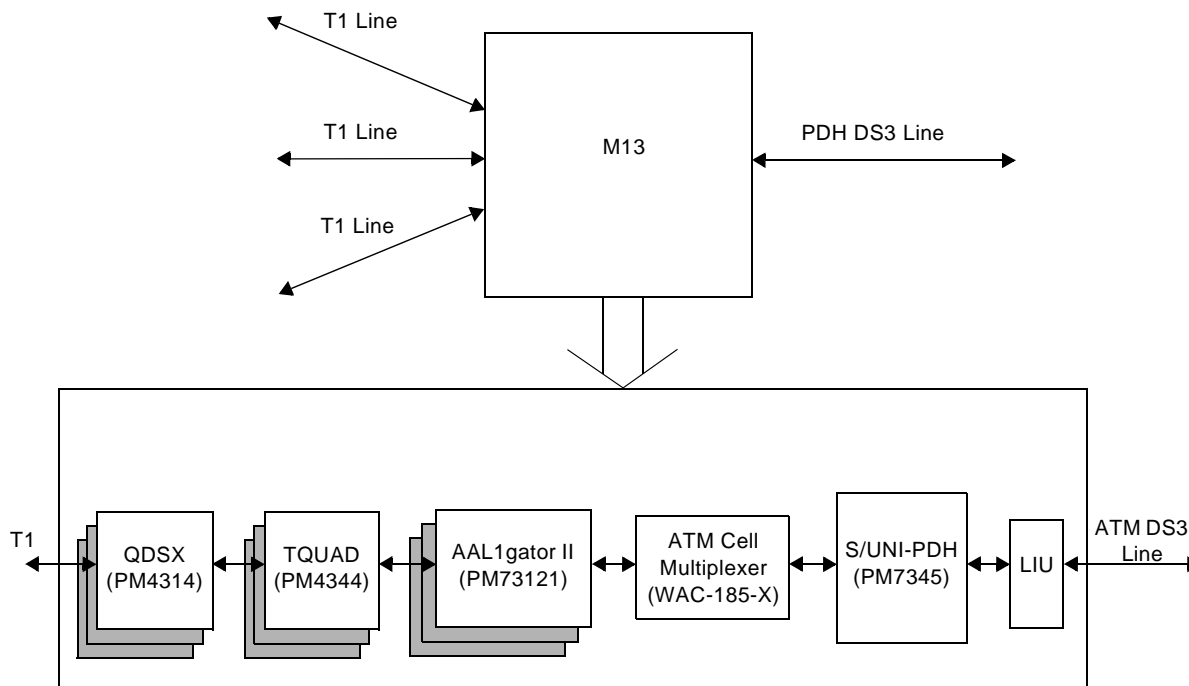 T1 Line
T1 Line
T1 Line
M13
PDH DS3 Line
T1
QDSX
(PM4314)
TQUAD
(PM4344)
AAL1gator II
(PM73121)
ATM Cell
Multiplexer
(WAC-185-X)
S/UNI-PDH
(PM7345)
LIU
ATM DS3
Line